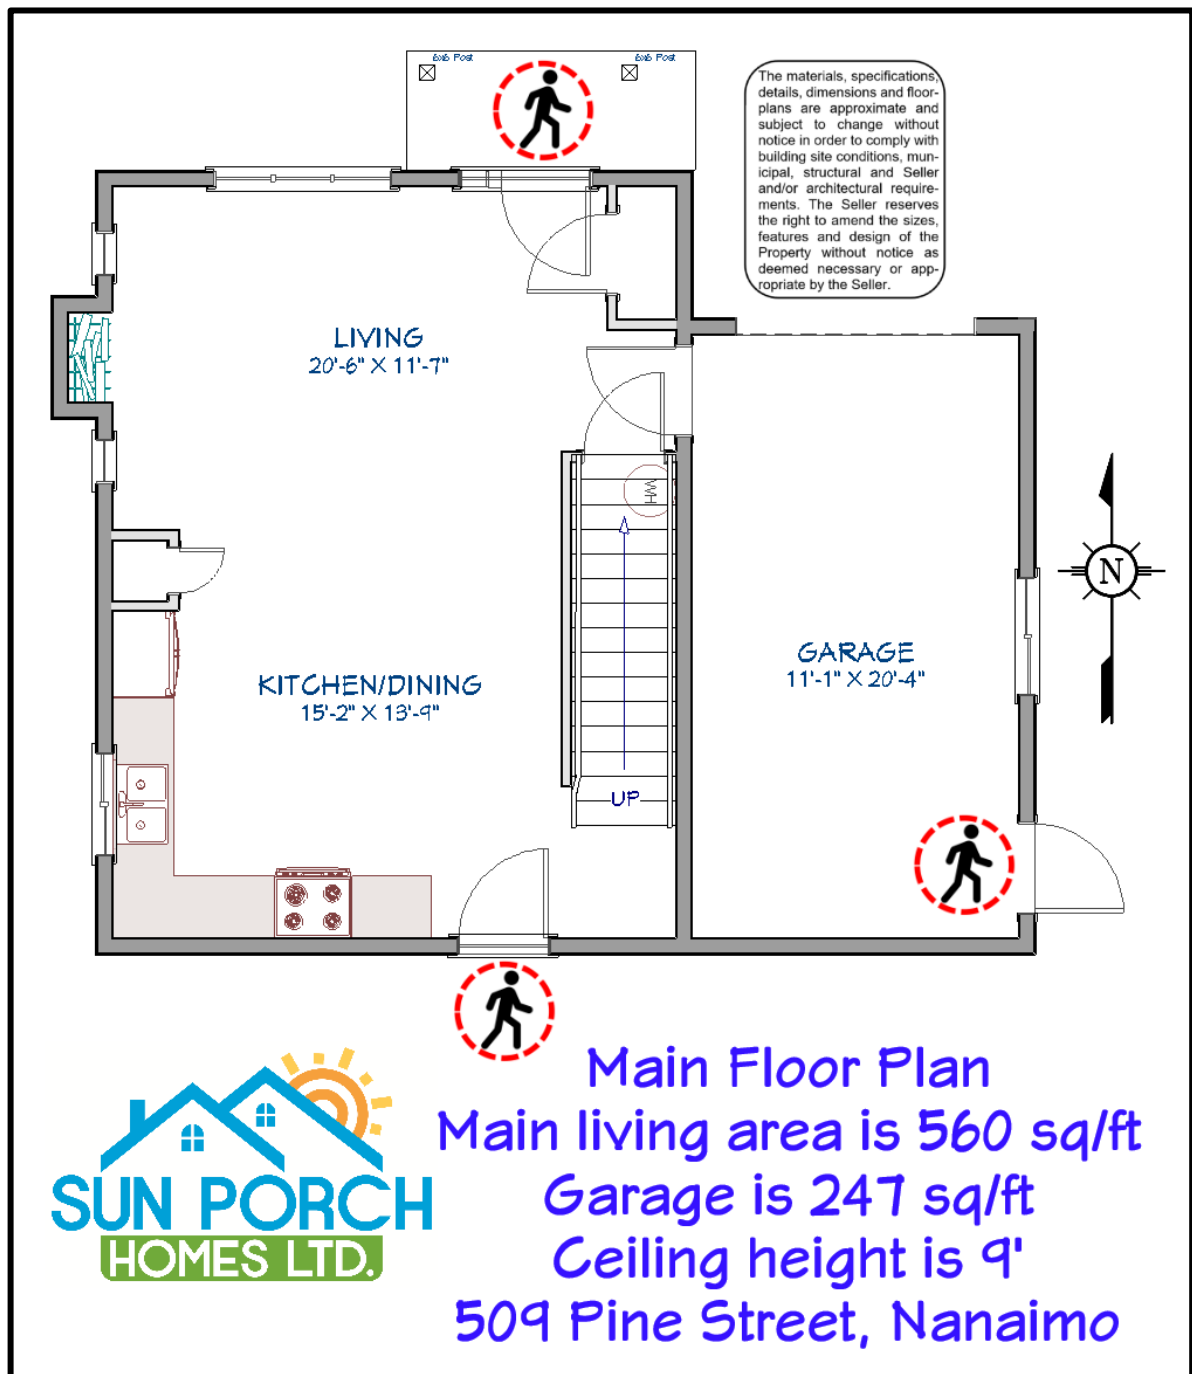 6x6 Post
6x6 Post
The materials, specifications,
details, dimensions and floor-
plans are approximate and
subject to change without
notice in order to comply with
building site conditions, mun-
icipal, structural and Seller
and/or architectural require-
ments. The Seller reserves
the right to amend the sizes,
features and design of the
Property without notice as
deemed necessary or app-
ropriate by the Seller.
LIVING
20'-6" X 11'-7"
WH
N
GARAGE
11'-1" X 20'-4"
KITCHEN/DINING
15'-2" X 13'-9"
UP
SUN PORCH
HOMES LTD.
Main Floor Plan
Main living area is 560 sq/ft
Garage is 247 sq/ft
Ceiling height is 9'
509 Pine Street, Nanaimo